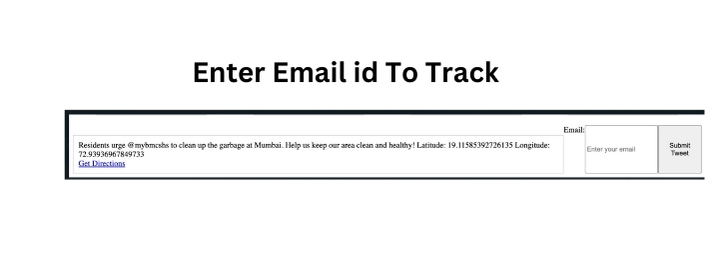 Enter Email id To Track
Email:
Residents urge @mybmcshs to clean up the garbage at Mumbai. Help us keep our area clean and healthy! Latitude: 19.11585392726135 Longitude:
72.93936967849733
Get Directions
Enter your email
Submit
Tweet